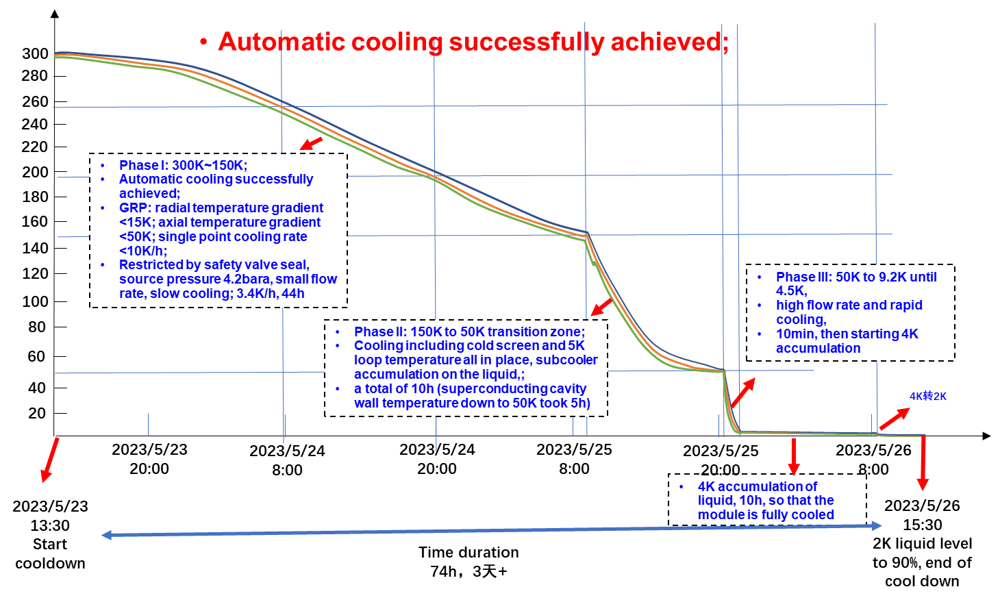 • Automatic cooling successfully achieved;
300
280
260
240
220
200
180
160
140
120
100
80
60
40
20
• Phase I: 300K~150K;
• Automatic cooling successfully
achieved;
• GRP: radial temperature gradient
<15K; axial temperature gradient
<50K; single point cooling rate
<10K/h;
• Restricted by safety valve seal,
source pressure 4.2bara, small flow
rate, slow cooling; 3.4K/h, 44h
• Phase II: 150K to 50K transition zone;
• Cooling including cold screen and 5K
loop temperature all in place, subcooler
accumulation on the liquid,;
• a total of 10h (superconducting cavity
wall temperature down to 50K took 5h)
• Phase III: 50K to 9.2K until
4.5K,
• high flow rate and rapid
cooling,
• 10min, then starting 4K
accumulation
4K转2K
2023/5/23
20:00
2023/5/24
8:00
2023/5/24
20:00
2023/5/25
8:00
2023/5/25
20:00
2023/5/26
8:00
• 4K accumulation of
liquid, 10h, so that the
module is fully cooled
2023/5/23
13:30
Start
cooldown
Time duration
74h，3天+
2023/5/26
15:30
2K liquid level
to 90%, end of
cool down